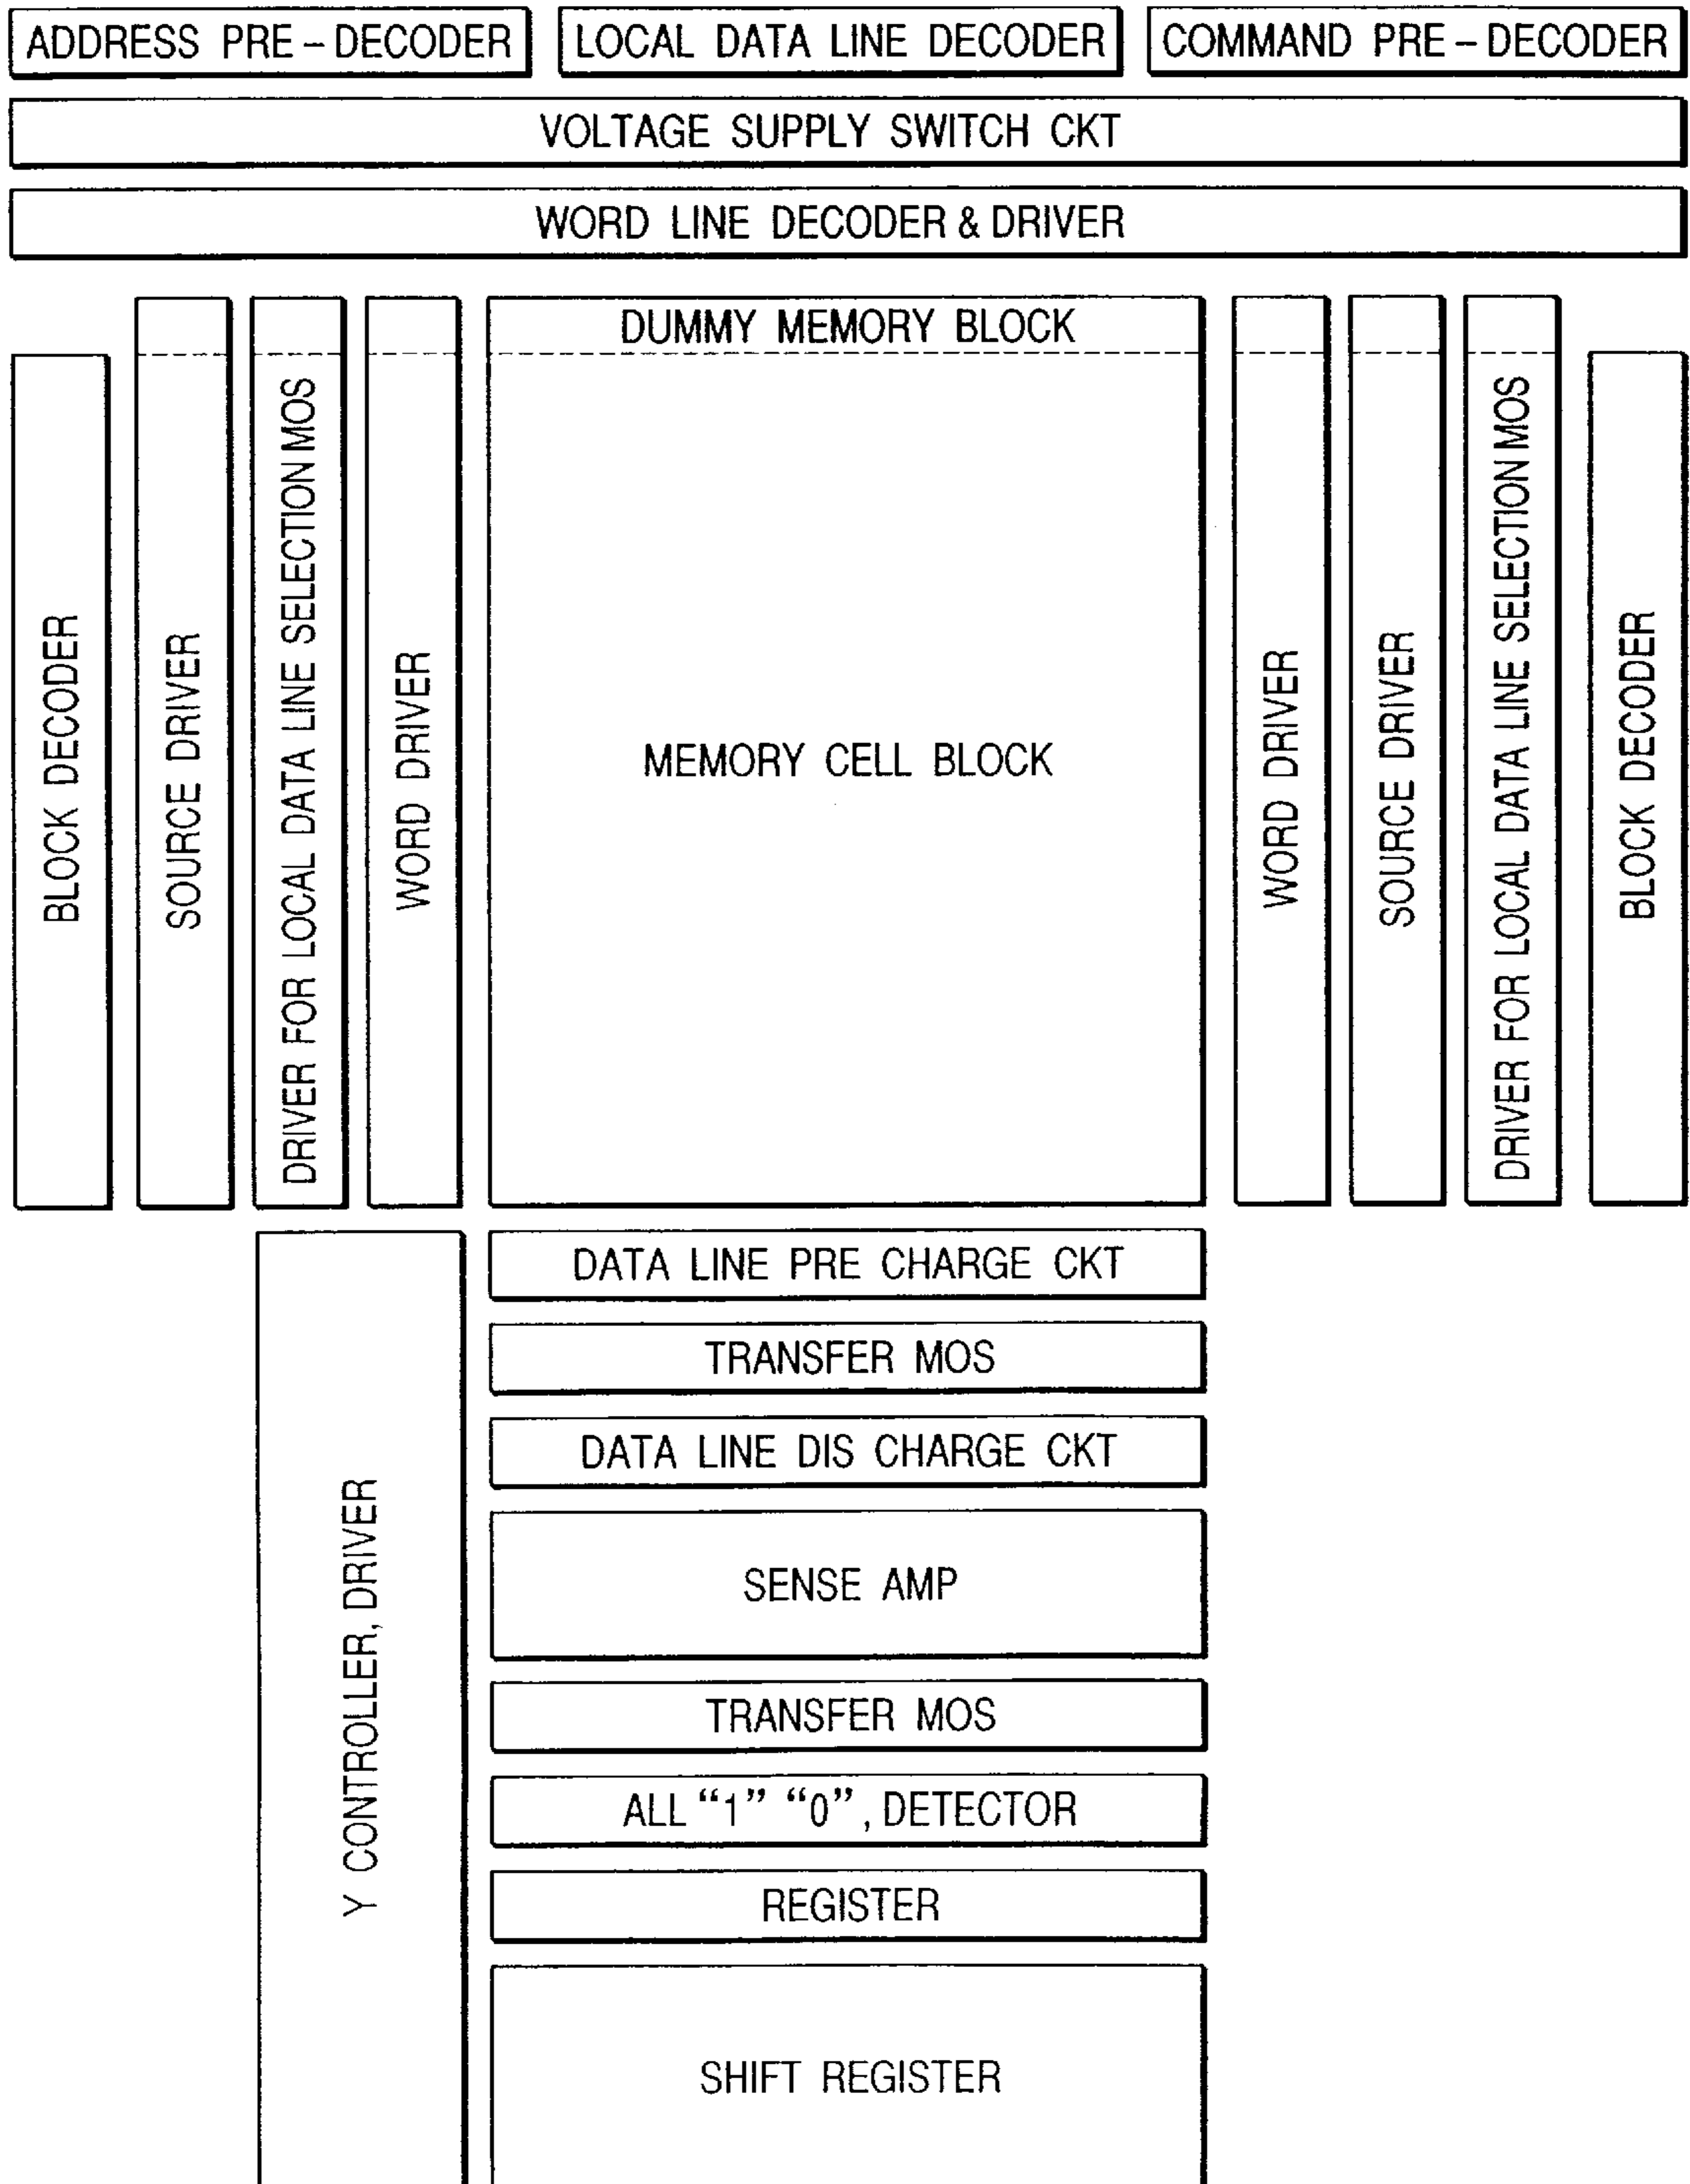 ADDRESS PRE – DECODER
LOCAL DATA LINE DECODER
COMMAND PRE – DECODER
VOLTAGE SUPPLY SWITCH CKT
WORD LINE DECODER & DRIVER
BLOCK DECODER
SOURCE DRIVER
DRIVER FOR LOCAL DATA LINE SELECTION MOS
WORD DRIVER
DUMMY MEMORY BLOCK
MEMORY CELL BLOCK
WORD DRIVER
SOURCE DRIVER
DRIVER FOR LOCAL DATA LINE SELECTION MOS
BLOCK DECODER
Y CONTROLLER, DRIVER
DATA LINE PRE CHARGE CKT
TRANSFER MOS
DATA LINE DIS CHARGE CKT
SENSE AMP
TRANSFER MOS
ALL “1” “0”, DETECTOR
REGISTER
SHIFT REGISTER